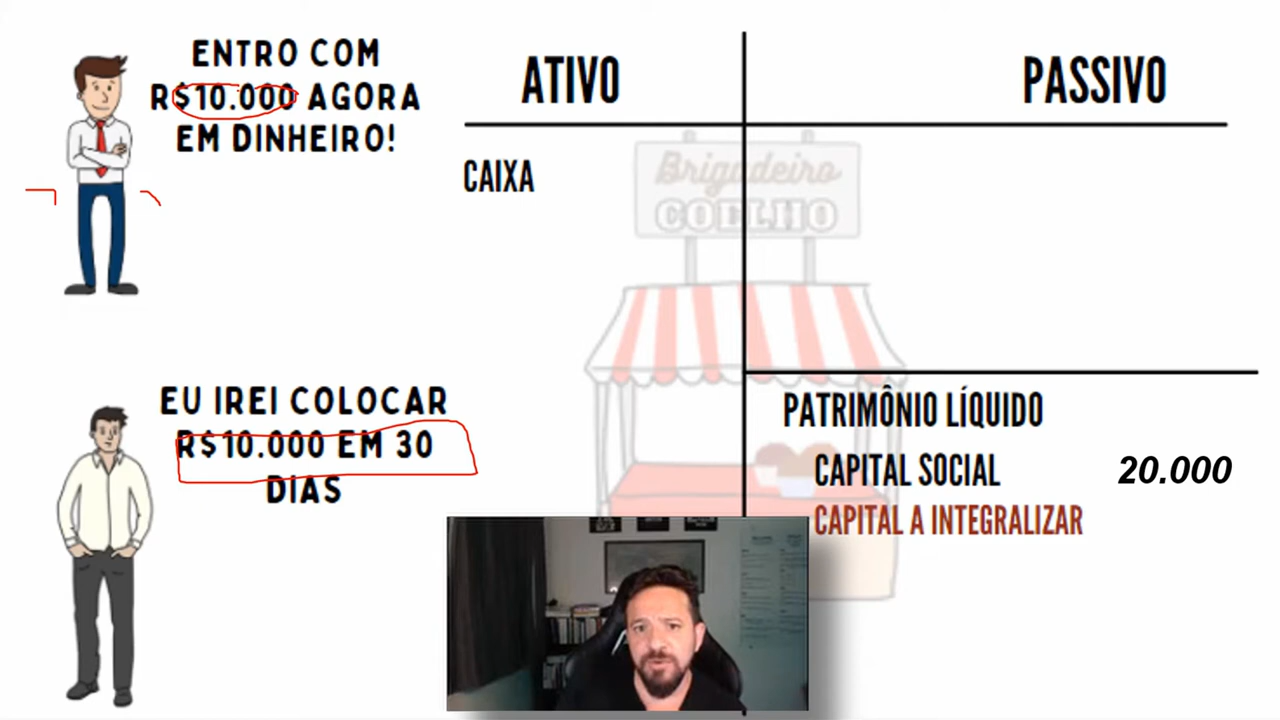 ENTRO COM
R$10.000 AGORA
EM DINHEIRO!
ATIVO
PASSIVO
CAIXA
Brigadeiro
COELHO
EU IREI COLOCAR
R$10.000 EM 30
DIAS
PATRIMÔNIO LÍQUIDO
CAPITAL SOCIAL 20.000
CAPITAL A INTEGRALIZAR